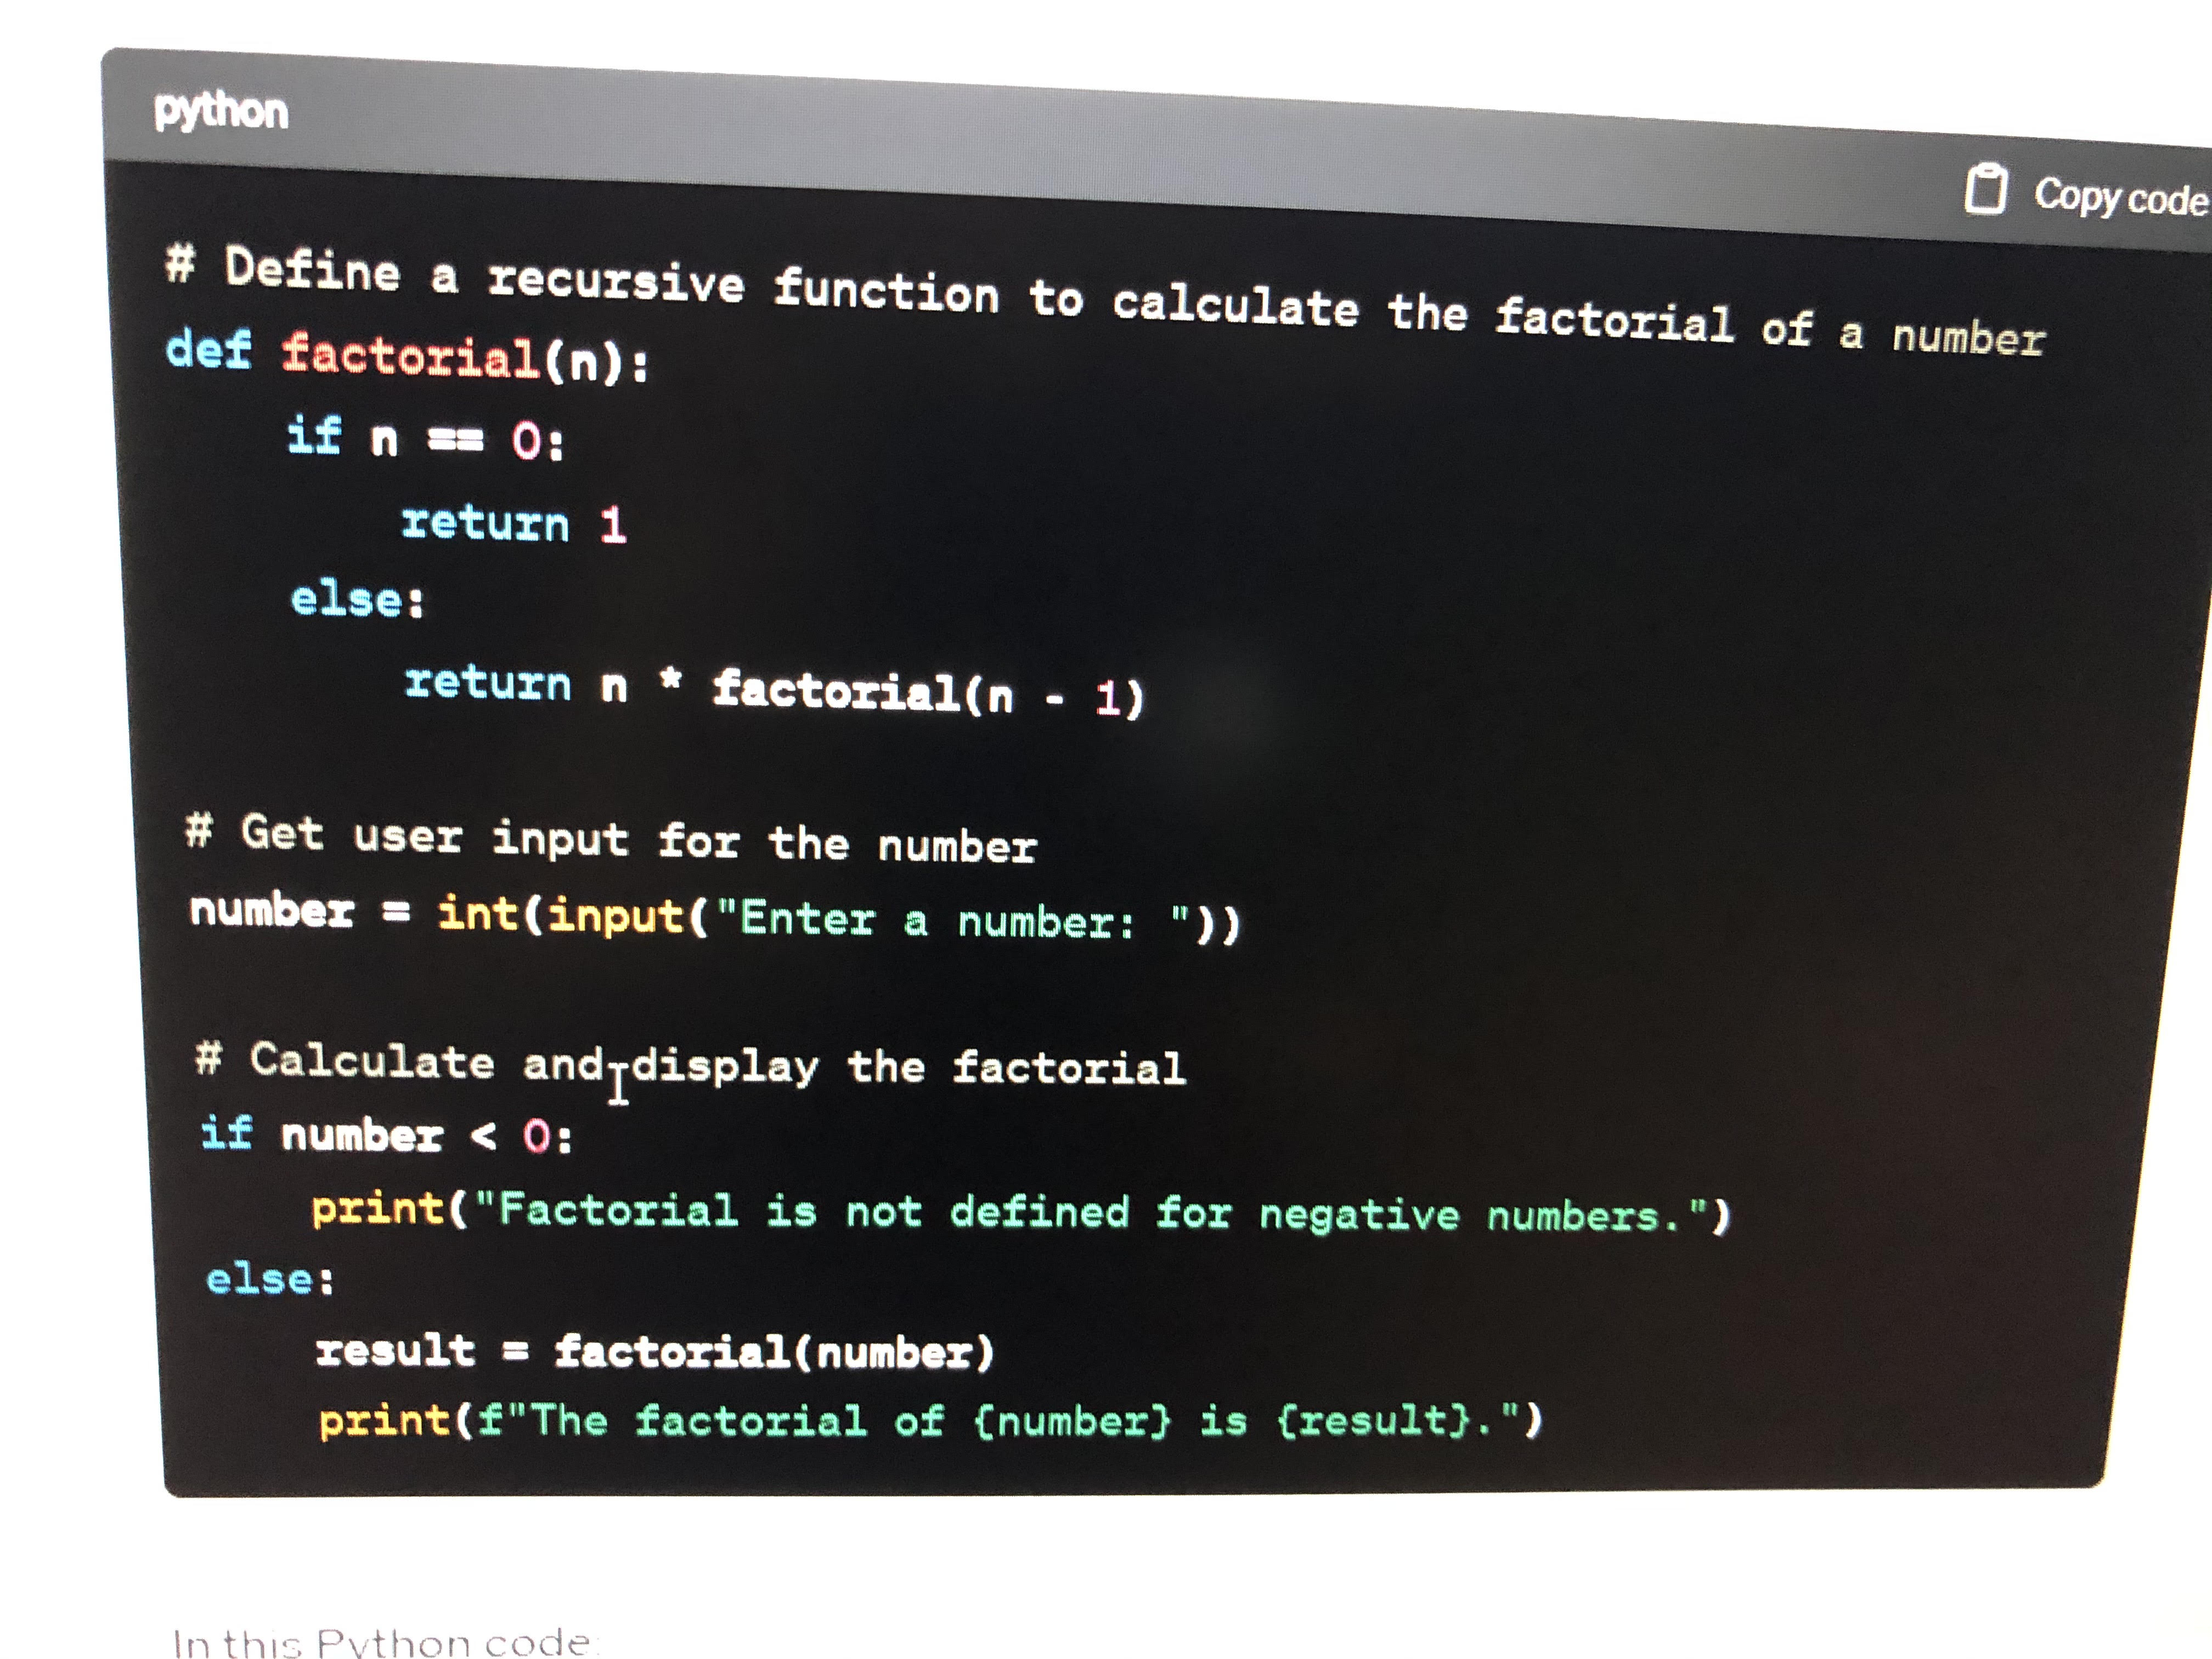 python
Copy code
# Define a recursive function to calculate the factorial of a number
def factorial(n):
    if n == 0:
        return 1
    else:
        return n * factorial(n - 1)
# Get user input for the number
number = int(input("Enter a number: "))
# Calculate and display the factorial
if number < 0:
    print("Factorial is not defined for negative numbers.")
else:
    result = factorial(number)
    print(f"The factorial of {number} is {result}.")
In this Python code: